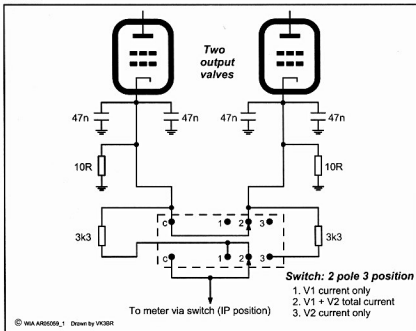 Two
output
valves
47n
47n
47n
47n
10R
10R
3k3
C
1
2
3
3k3
C
1
2
3
Switch: 2 pole 3 position
1. V1 current only
2. V1 + V2 total current
3. V2 current only
To meter via switch (IP position)
© WIA AR05059_1 Drawn by VK3BR